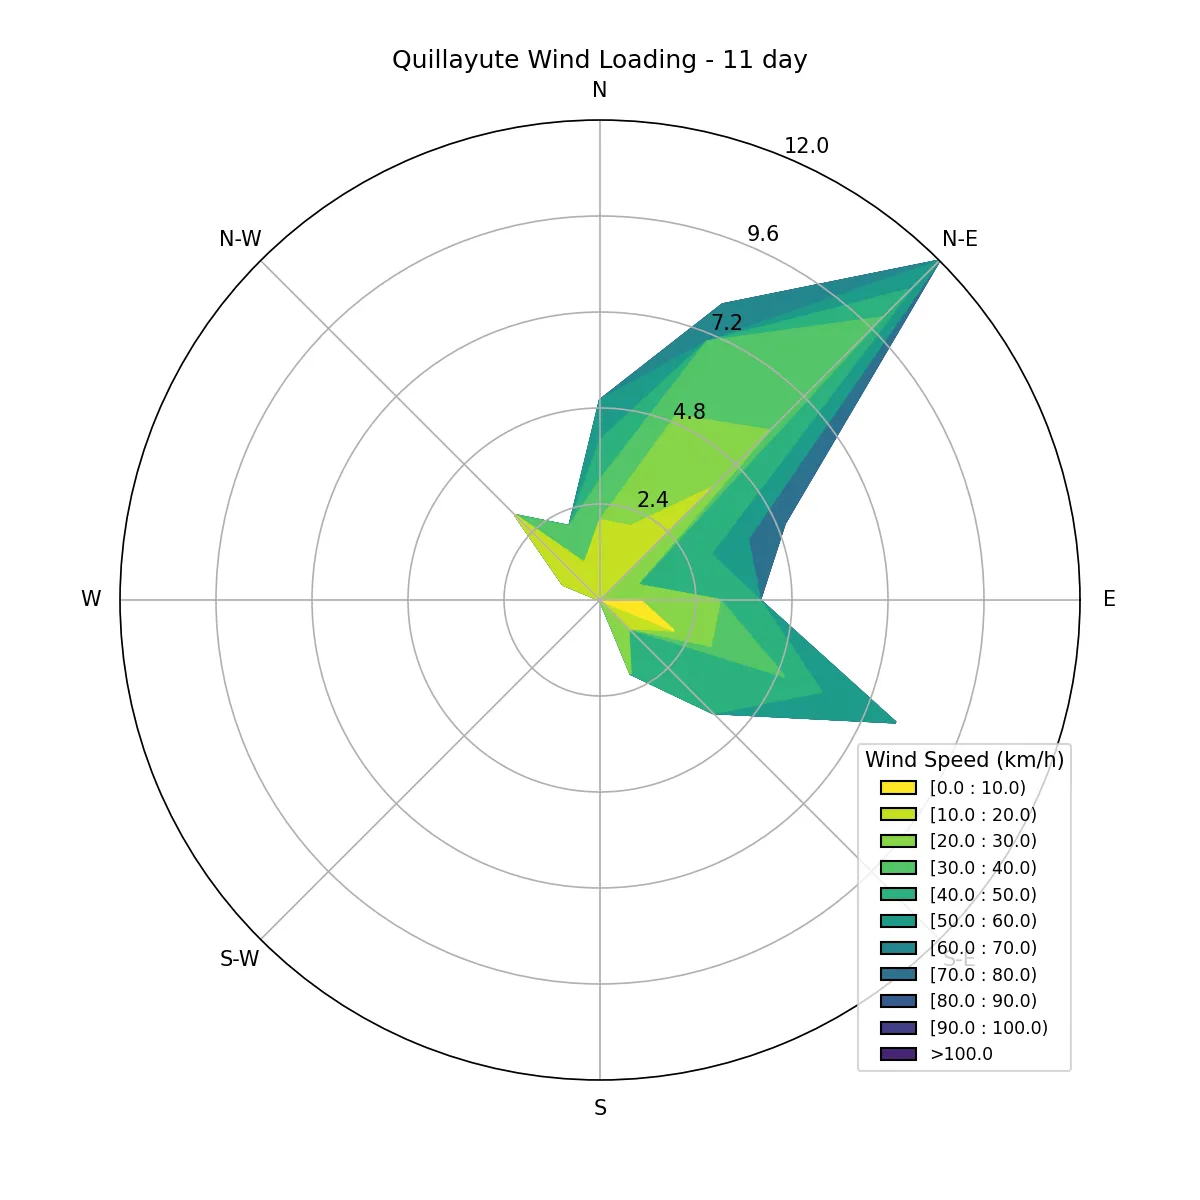 Quillayute Wind Loading - 11 day
N
12.0
9.6
N-W
N-E
7.2
4.8
2.4
W
E
Wind Speed (km/h)
[0.0 : 10.0)
[10.0 : 20.0)
[20.0 : 30.0)
[30.0 : 40.0)
[40.0 : 50.0)
[50.0 : 60.0)
[60.0 : 70.0)
S-W
S-E
[70.0 : 80.0)
[80.0 : 90.0)
[90.0 : 100.0)
>100.0
S